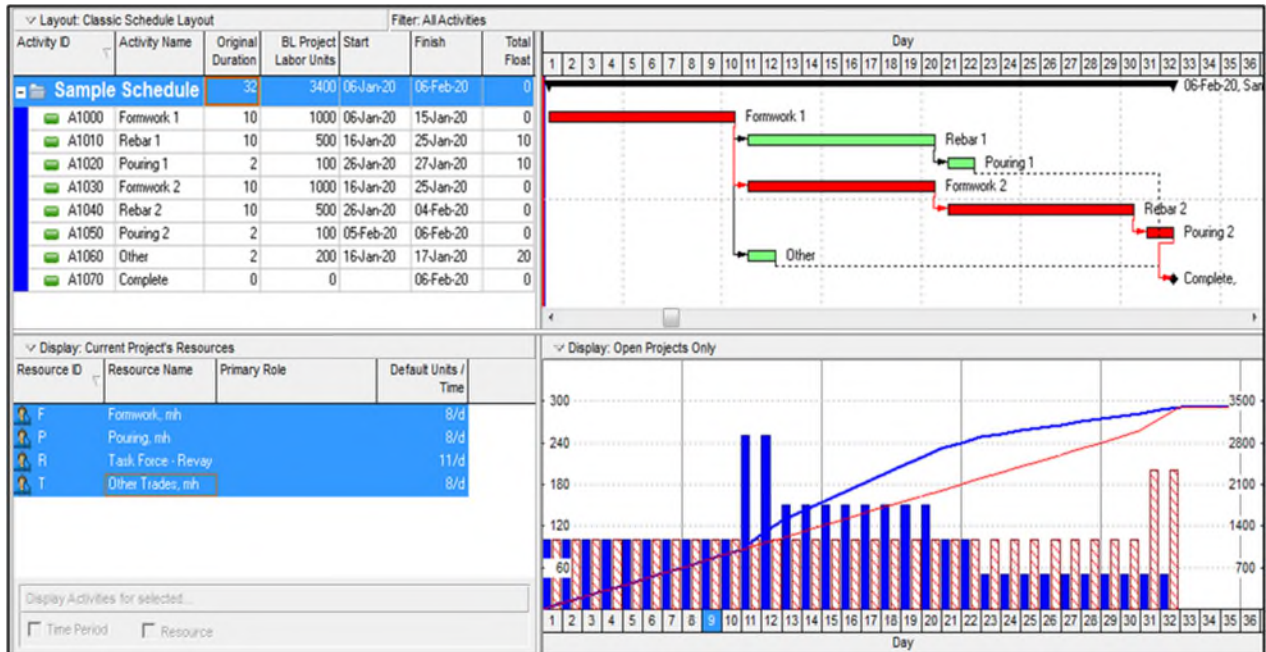 Layout: Classic Schedule Layout Filter: All Activities
Activity ID Activity Name Original Duration BL Project Labor Units Start Finish Total Float
Sample Schedule 32 3400 06-Jan-20 06-Feb-20 0
A1000 Formwork 1 10 1000 06-Jan-20 15-Jan-20 0
A1010 Rebar 1 10 500 16-Jan-20 25-Jan-20 10
A1020 Pouring 1 2 100 26-Jan-20 27-Jan-20 10
A1030 Formwork 2 10 1000 16-Jan-20 25-Jan-20 0
A1040 Rebar 2 10 500 26-Jan-20 04-Feb-20 0
A1050 Pouring 2 2 100 05-Feb-20 06-Feb-20 0
A1060 Other 2 200 16-Jan-20 17-Jan-20 20
A1070 Complete 0 0 06-Feb-20 0
Day
1 2 3 4 5 6 7 8 9 10 11 12 13 14 15 16 17 18 19 20 21 22 23 24 25 26 27 28 29 30 31 32 33 34 35 36
06-Feb-20, San
Formwork 1
Rebar 1
Pouring 1
Formwork 2
Rebar 2
Pouring 2
Other
Complete,
Display: Current Project's Resources
Resource ID Resource Name Primary Role Default Units / Time
F Formwork, mh 8/d
P Pouring, mh 8/d
R Task Force - Revay 11/d
T Other Trades, mh 8/d
Display Activities for selected...
Time Period Resource
Display: Open Projects Only
300 3500
240 2800
180 2100
120 1400
60 700
1 2 3 4 5 6 7 8 9 10 11 12 13 14 15 16 17 18 19 20 21 22 23 24 25 26 27 28 29 30 31 32 33 34 35 36
Day